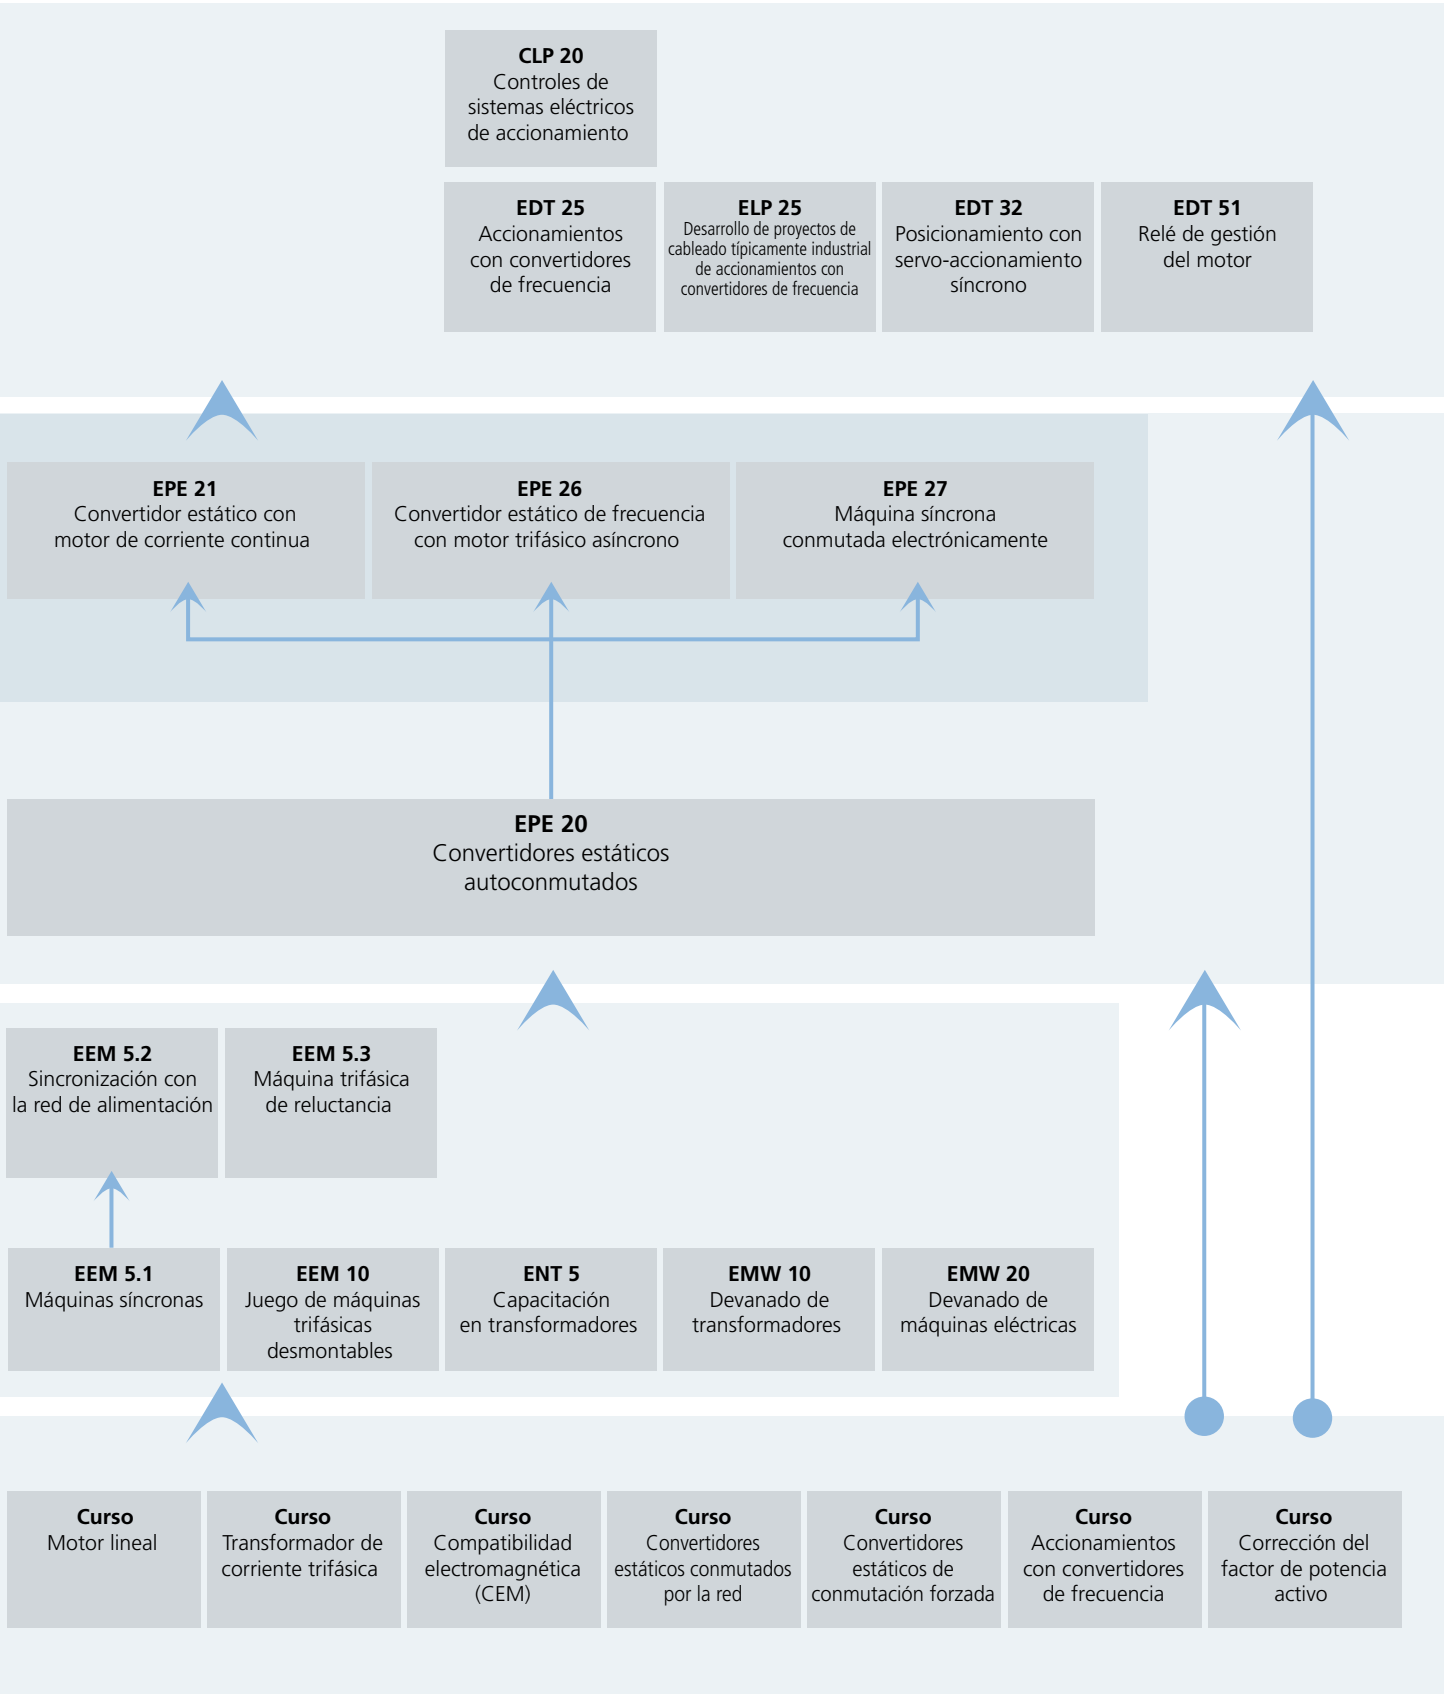 CLP 20
Controles de
sistemas eléctricos
de accionamiento
EDT 25
Accionamientos
con convertidores
de frecuencia
ELP 25
Desarrollo de proyectos de
cableado típicamente industrial
de accionamientos con
convertidores de frecuencia
EDT 32
Posicionamiento con
servo-accionamiento
síncrono
EDT 51
Relé de gestión
del motor
EPE 21
Convertidor estático con
motor de corriente continua
EPE 26
Convertidor estático de frecuencia
con motor trifásico asíncrono
EPE 27
Máquina síncrona
conmutada electrónicamente
EPE 20
Convertidores estáticos
autoconmutados
EEM 5.2
Sincronización con
la red de alimentación
EEM 5.3
Máquina trifásica
de reluctancia
EEM 5.1
Máquinas síncronas
EEM 10
Juego de máquinas
trifásicas
desmontables
ENT 5
Capacitación
en transformadores
EMW 10
Devanado de
transformadores
EMW 20
Devanado de
máquinas eléctricas
Curso
Motor lineal
Curso
Transformador de
corriente trifásica
Curso
Compatibilidad
electromagnética
(CEM)
Curso
Convertidores
estáticos conmutados
por la red
Curso
Convertidores
estáticos de
conmutación forzada
Curso
Accionamientos
con convertidores
de frecuencia
Curso
Corrección del
factor de potencia
activo